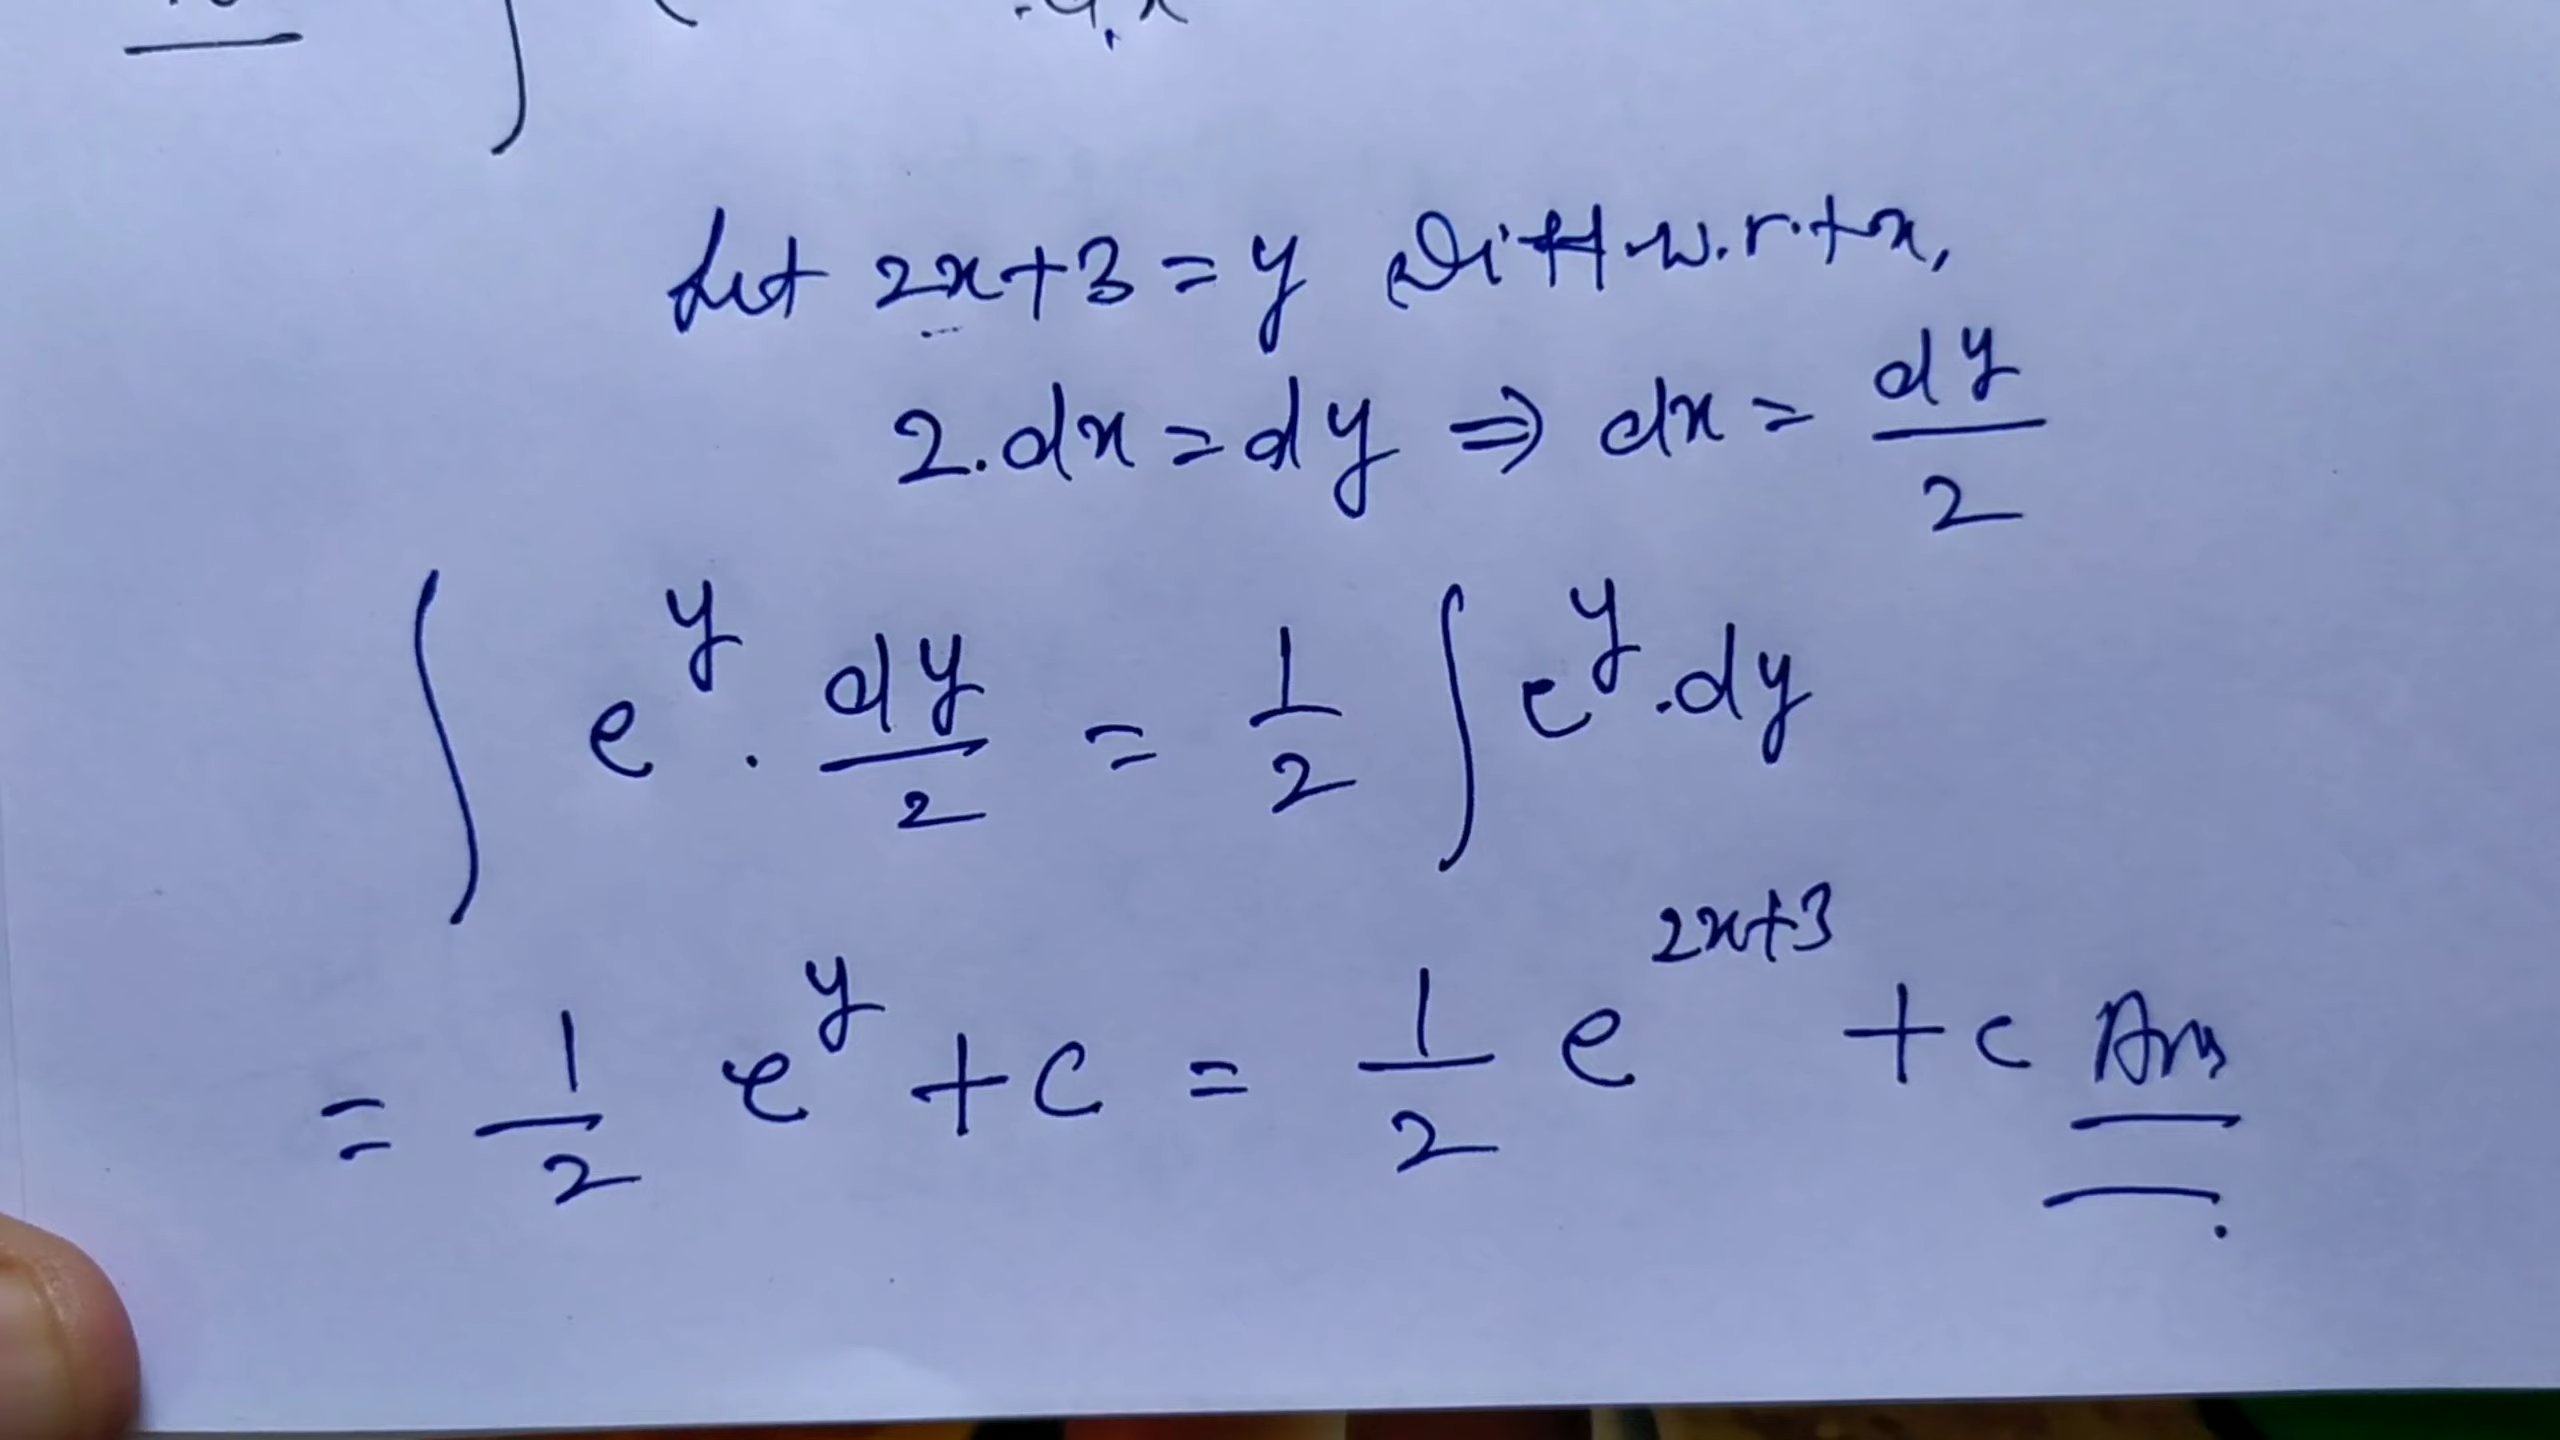 ∫ .dx
Let 2x+3 = y Diff w.r.t x,
2.dx = dy ⇒ dx = dy/2
∫ e^y . dy/2 = 1/2 ∫ e^y .dy
= 1/2 e^y + c = 1/2 e^(2x+3) + c Ans